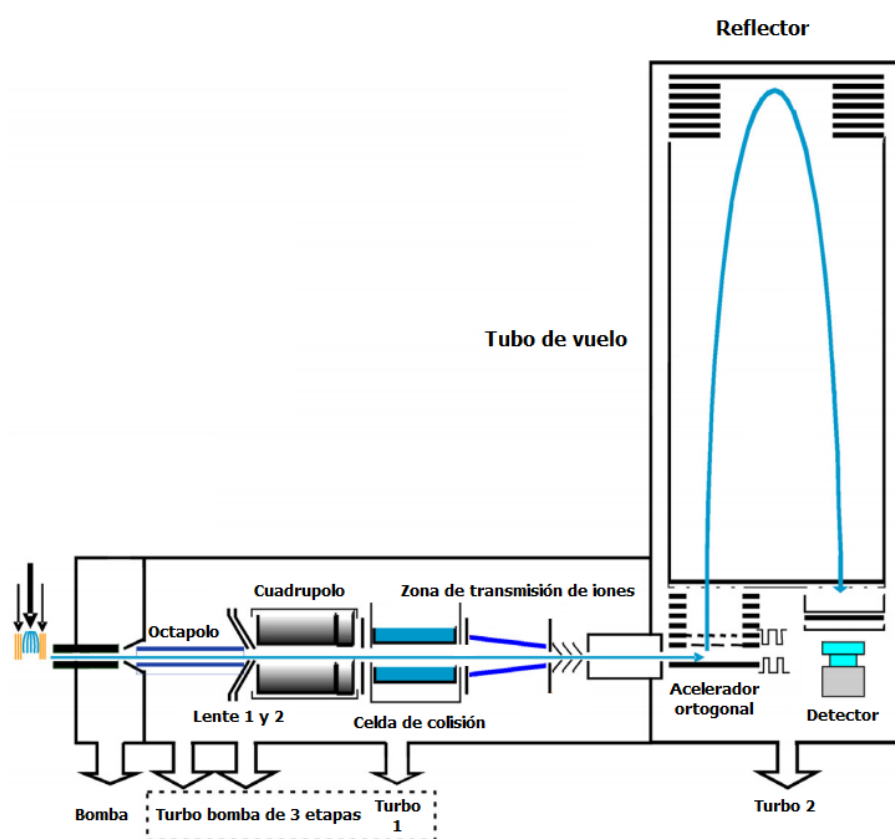 Reflector
Tubo de vuelo
Cuadrupolo
Zona de transmisión de iones
Octapolo
Lente 1 y 2
Celda de colisión
Acelerador
ortogonal
Detector
Bomba
Turbo bomba de 3 etapas
Turbo
1
Turbo 2